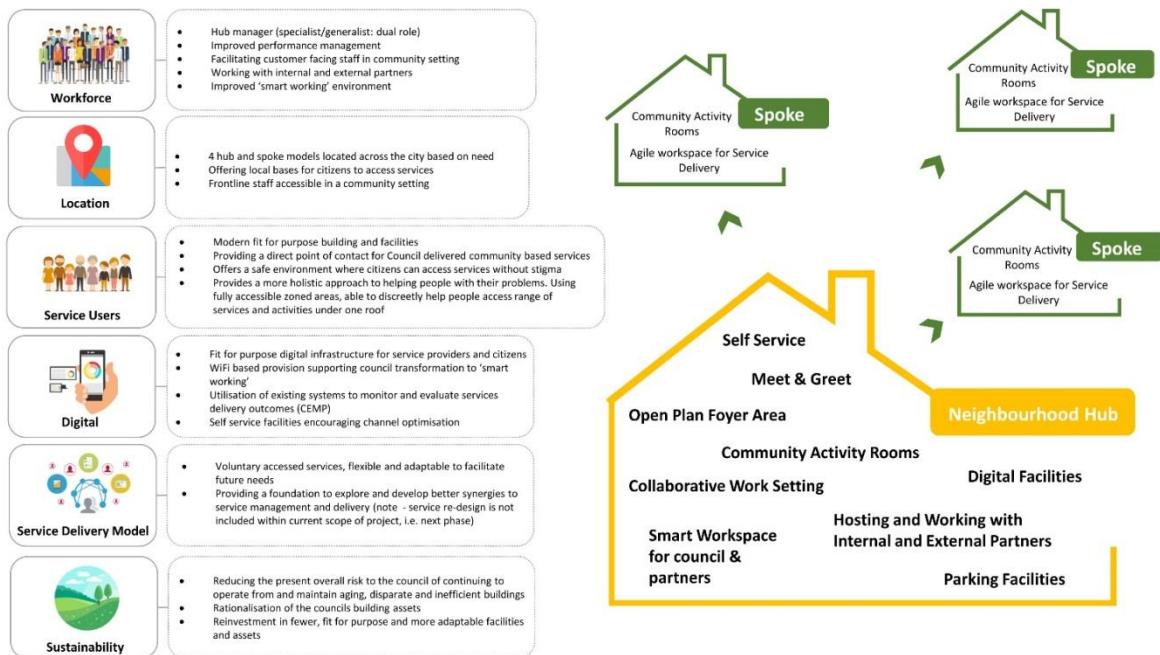 Workforce
• Hub manager (specialist/generalist: dual role)
• Improved performance management
• Facilitating customer facing staff in community setting
• Working with internal and external partners
• Improved ‘smart working’ environment
Location
• 4 hub and spoke models located across the city based on need
• Offering local bases for citizens to access services
• Frontline staff accessible in a community setting
Service Users
• Modern fit for purpose building and facilities
• Providing a direct point of contact for Council delivered community based services
• Offers a safe environment where citizens can access services without stigma
• Provides a more holistic approach to helping people with their problems. Using
fully accessible zoned areas, able to discreetly help people access range of
services and activities under one roof
Digital
• Fit for purpose digital infrastructure for service providers and citizens
• WiFi based provision supporting council transformation to ‘smart
working’
• Utilisation of existing systems to monitor and evaluate services
delivery outcomes (CEMP)
• Self service facilities encouraging channel optimisation
Service Delivery Model
• Voluntary accessed services, flexible and adaptable to facilitate
future needs
• Providing a foundation to explore and develop better synergies to
service management and delivery (note - service re-design is not
included within current scope of project, i.e. next phase)
Sustainability
• Reducing the present overall risk to the council of continuing to
operate from and maintain aging, disparate and inefficient buildings
• Rationalisation of the councils building assets
• Reinvestment in fewer, fit for purpose and more adaptable facilities
and assets
Community Activity
Rooms
Spoke
Agile workspace for Service
Delivery
Community Activity
Rooms
Spoke
Agile workspace for Service
Delivery
Community Activity
Rooms
Spoke
Agile workspace for Service
Delivery
Self Service
Meet & Greet
Open Plan Foyer Area
Neighbourhood Hub
Community Activity Rooms
Digital Facilities
Collaborative Work Setting
Hosting and Working with
Internal and External Partners
Smart Workspace
for council &
partners
Parking Facilities